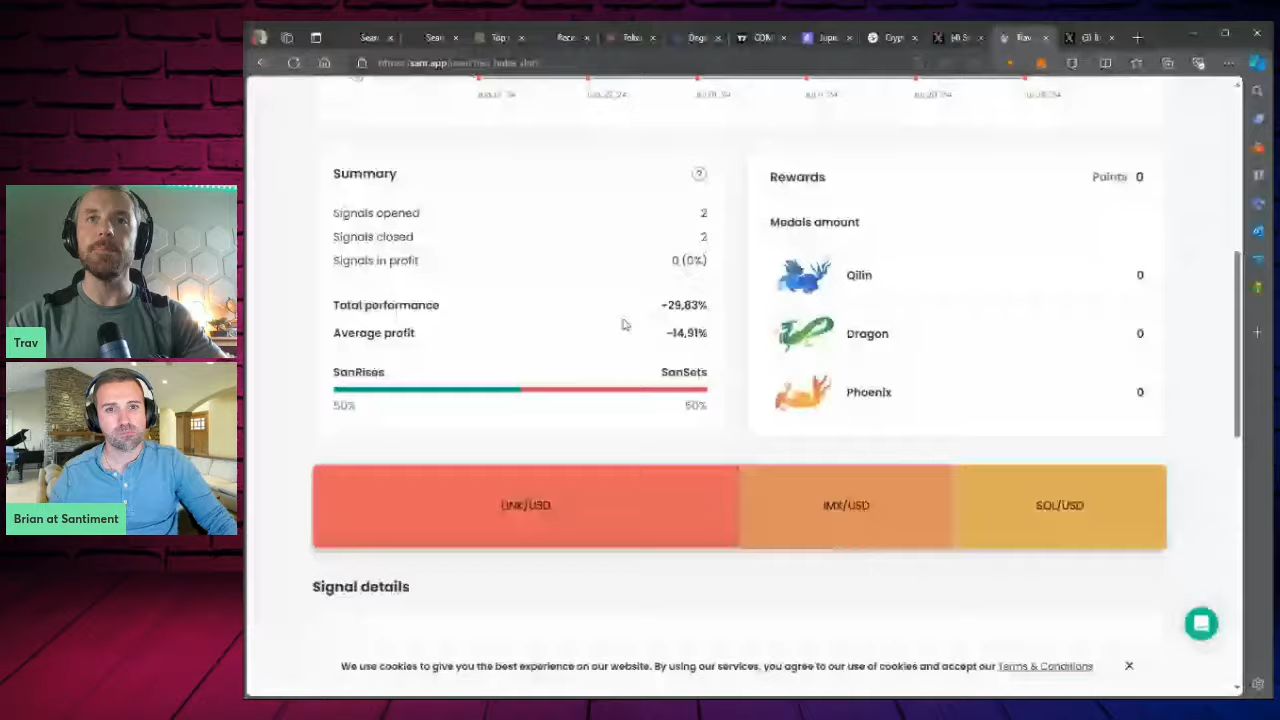 Summary
?
Signals opened 2
Signals closed 2
Signals in profit 0 (0%)
Total performance -29,83%
Average profit -14,91%
SanRises SanSets
50% 50%
Rewards Points 0
Medals amount
Qilin 0
Dragon 0
Phoenix 0
LINK/USD IMX/USD SOL/USD
Signal details
We use cookies to give you the best experience on our website. By using our services, you agree to our use of cookies and accept our Terms & Conditions
Trav
Brian at Santiment